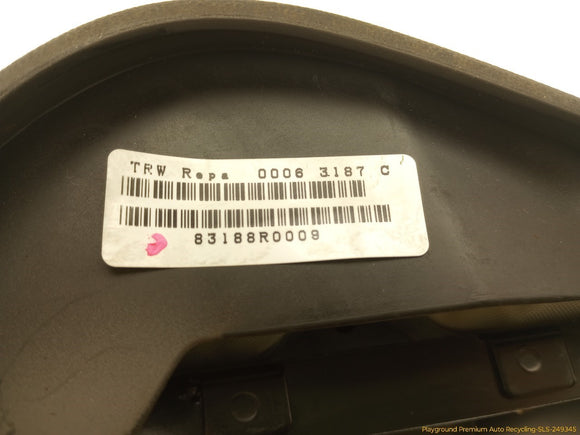 TRW Repa 0006 3187 C
83188R0009
Playground Premium Auto Recycling-SLS-249345